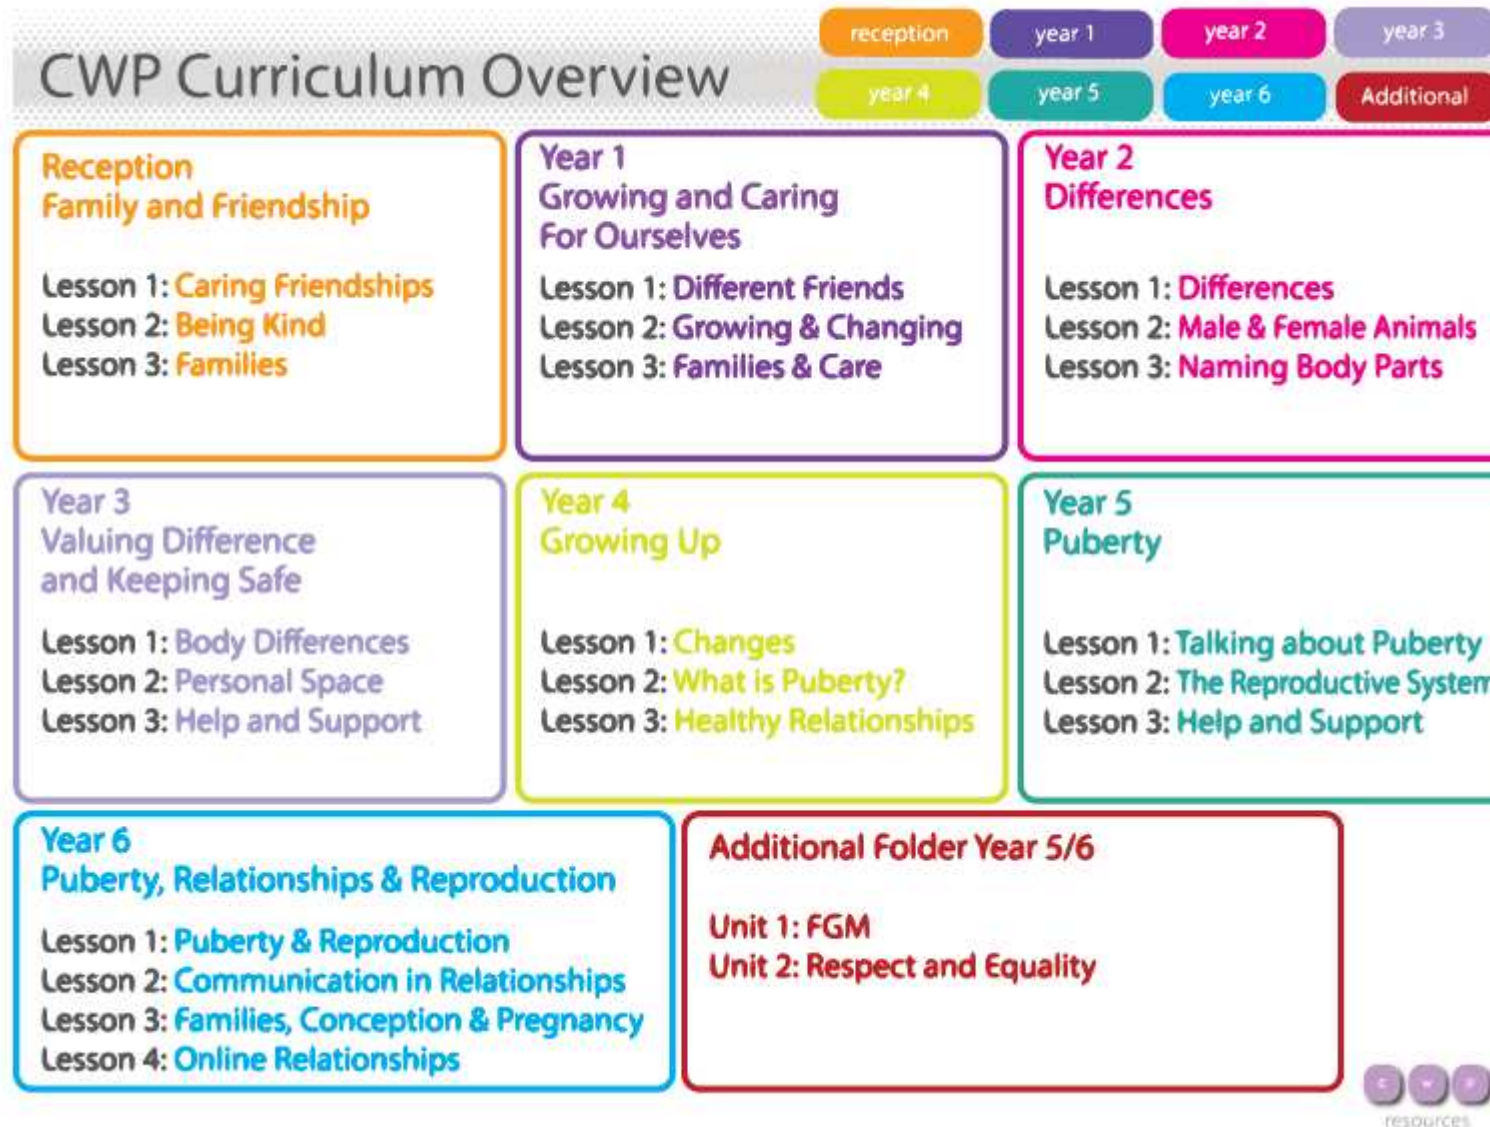 CWP Curriculum Overview
reception
year 1
year 2
year 3
year 4
year 5
year 6
Additional
Reception
Family and Friendship
Lesson 1: Caring Friendships
Lesson 2: Being Kind
Lesson 3: Families
Year 1
Growing and Caring
For Ourselves
Lesson 1: Different Friends
Lesson 2: Growing & Changing
Lesson 3: Families & Care
Year 2
Differences
Lesson 1: Differences
Lesson 2: Male & Female Animals
Lesson 3: Naming Body Parts
Year 3
Valuing Difference
and Keeping Safe
Lesson 1: Body Differences
Lesson 2: Personal Space
Lesson 3: Help and Support
Year 4
Growing Up
Lesson 1: Changes
Lesson 2: What is Puberty?
Lesson 3: Healthy Relationships
Year 5
Puberty
Lesson 1: Talking about Puberty
Lesson 2: The Reproductive System
Lesson 3: Help and Support
Year 6
Puberty, Relationships & Reproduction
Lesson 1: Puberty & Reproduction
Lesson 2: Communication in Relationships
Lesson 3: Families, Conception & Pregnancy
Lesson 4: Online Relationships
Additional Folder Year 5/6
Unit 1: FGM
Unit 2: Respect and Equality
c w p
resources